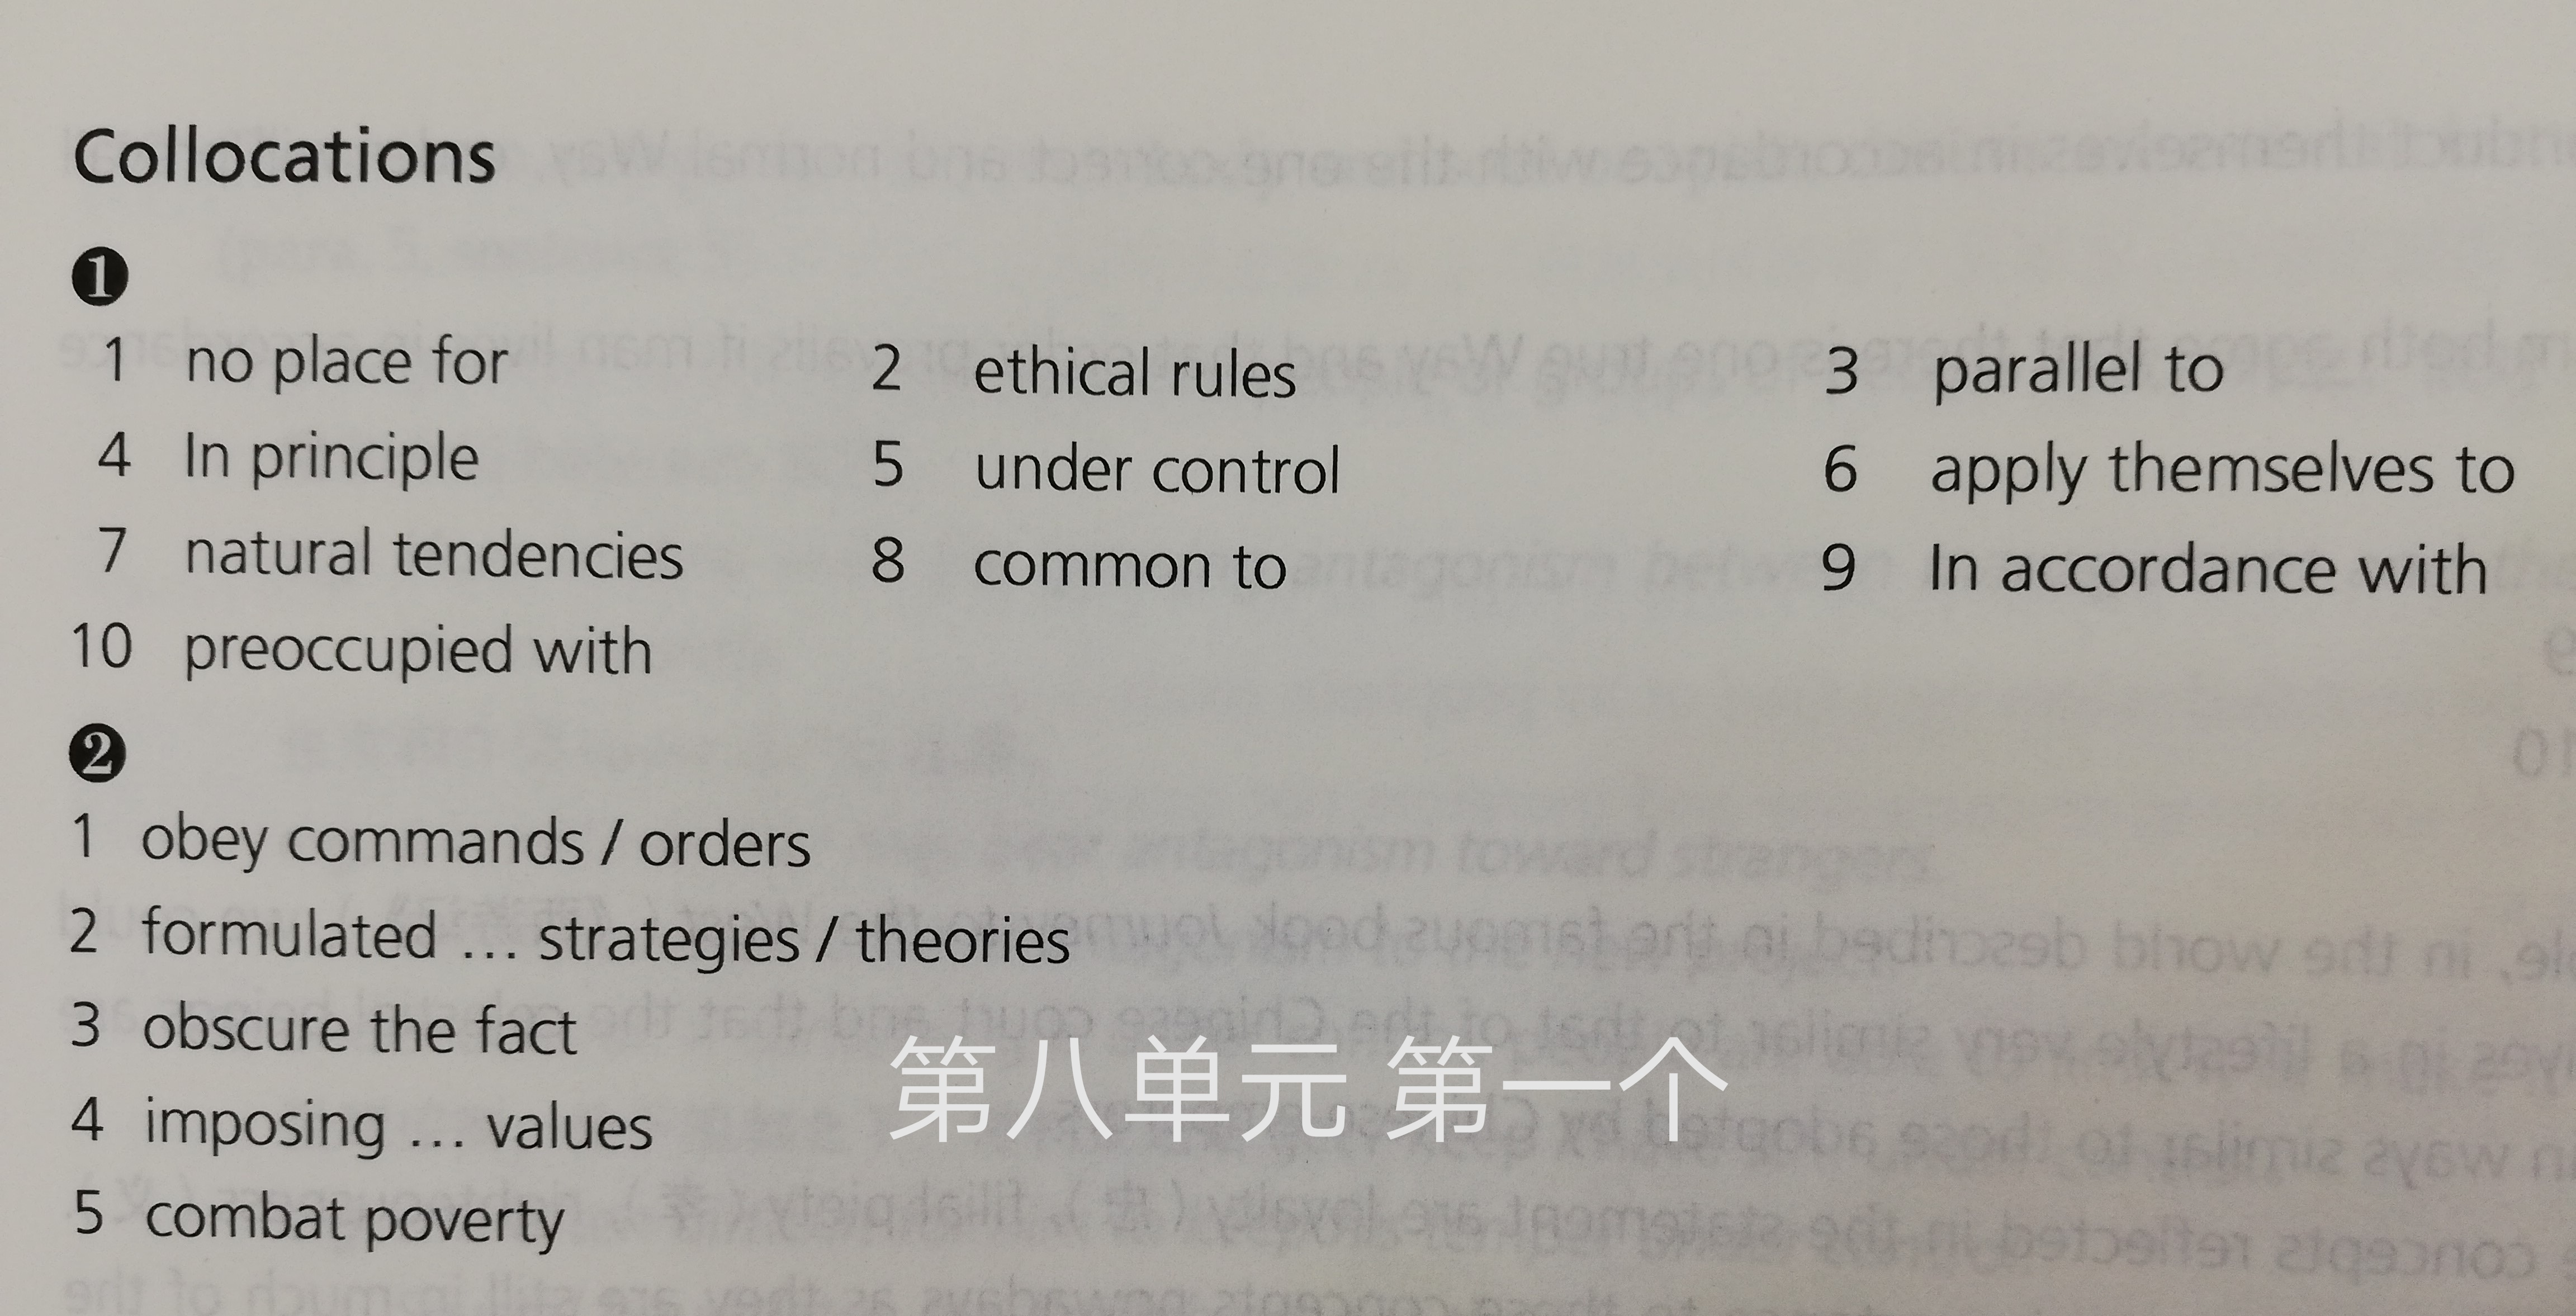 Collocations
❶
1 no place for 2 ethical rules 3 parallel to
4 In principle 5 under control 6 apply themselves to
7 natural tendencies 8 common to 9 In accordance with
10 preoccupied with
❷
1 obey commands / orders
2 formulated … strategies / theories
3 obscure the fact
4 imposing … values
第八单元 第一个
5 combat poverty